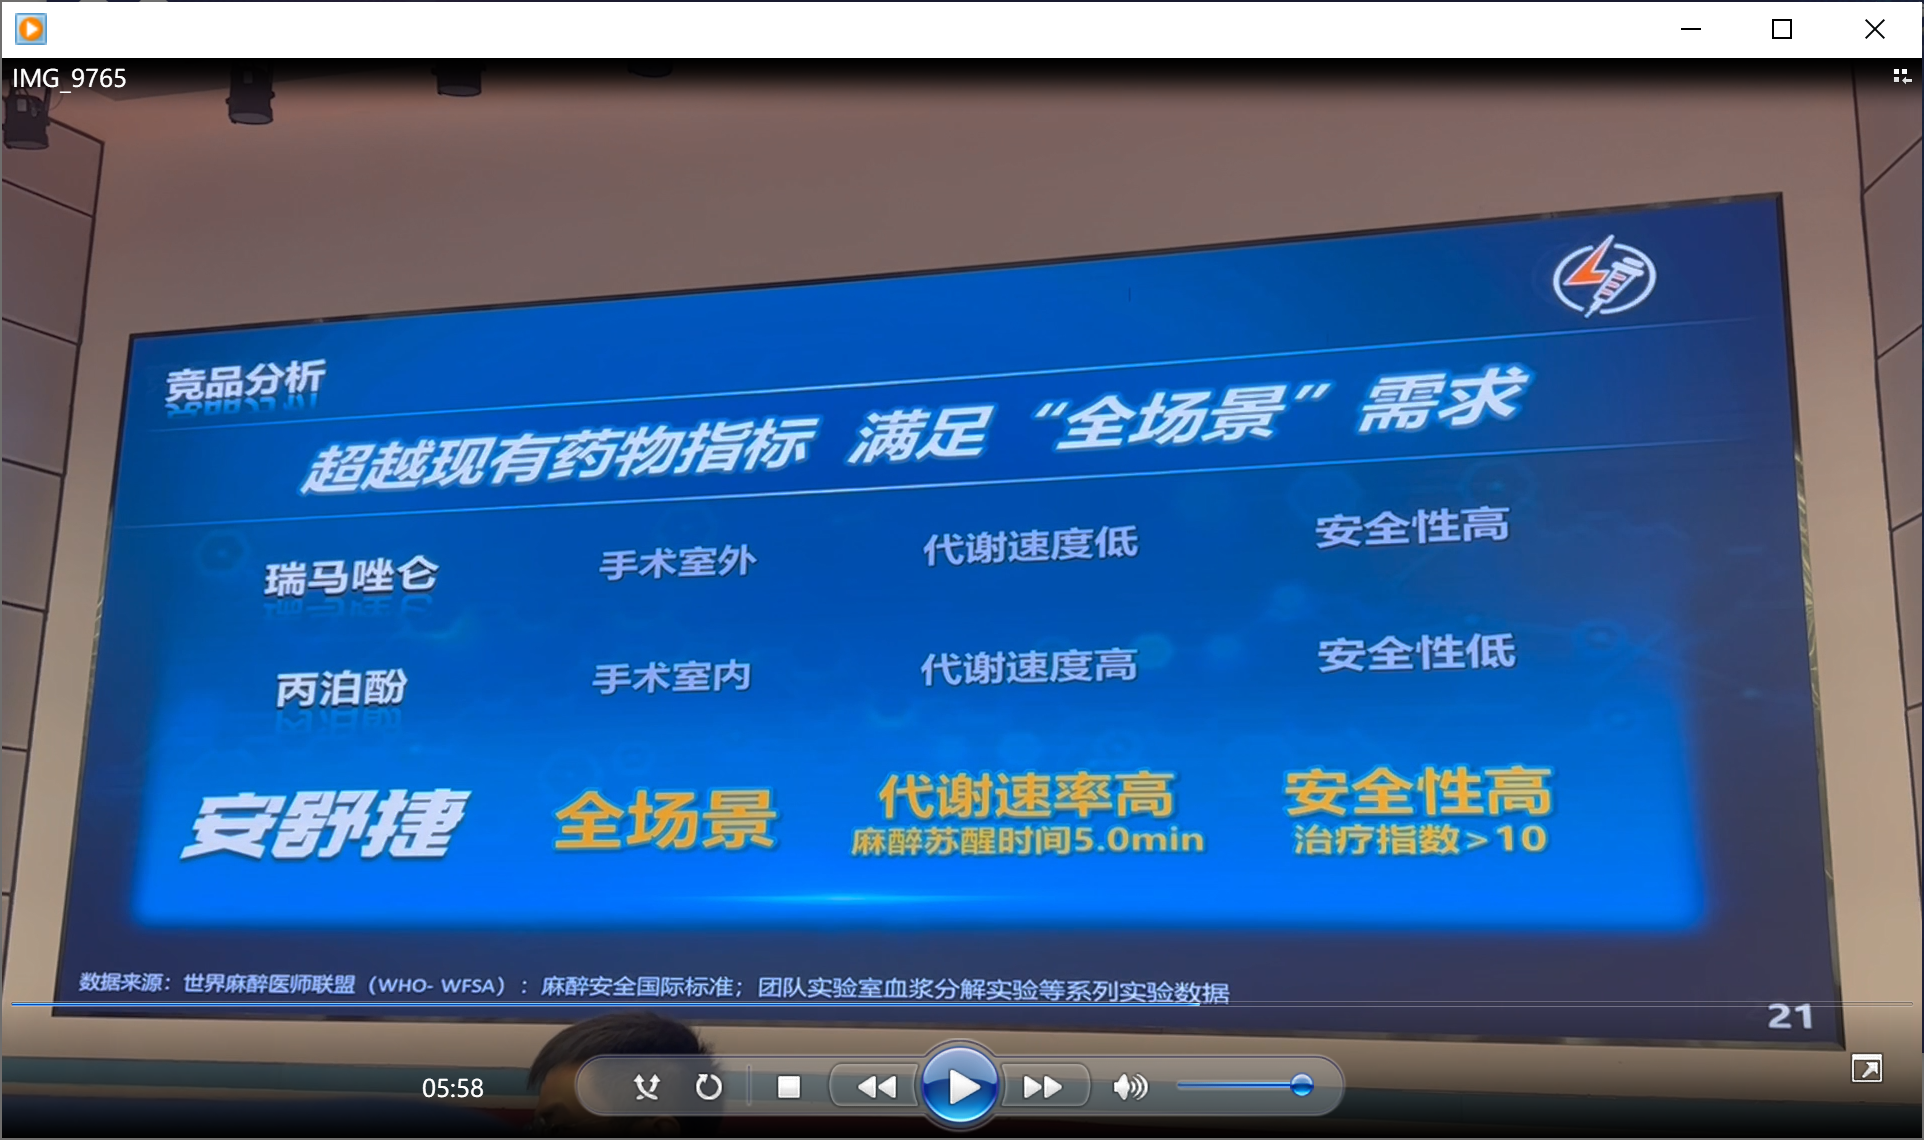 IMG_9765
竞品分析
超越现有药物指标 满足“全场景”需求
瑞马唑仑 手术室外 代谢速度低 安全性高
丙泊酚 手术室内 代谢速度高 安全性低
安舒捷 全场景 代谢速率高 安全性高
麻醉苏醒时间5.0min 治疗指数>10
数据来源：世界麻醉医师联盟（WHO- WFSA）：麻醉安全国际标准；团队实验室血浆分解实验等系列实验数据
21
05:58